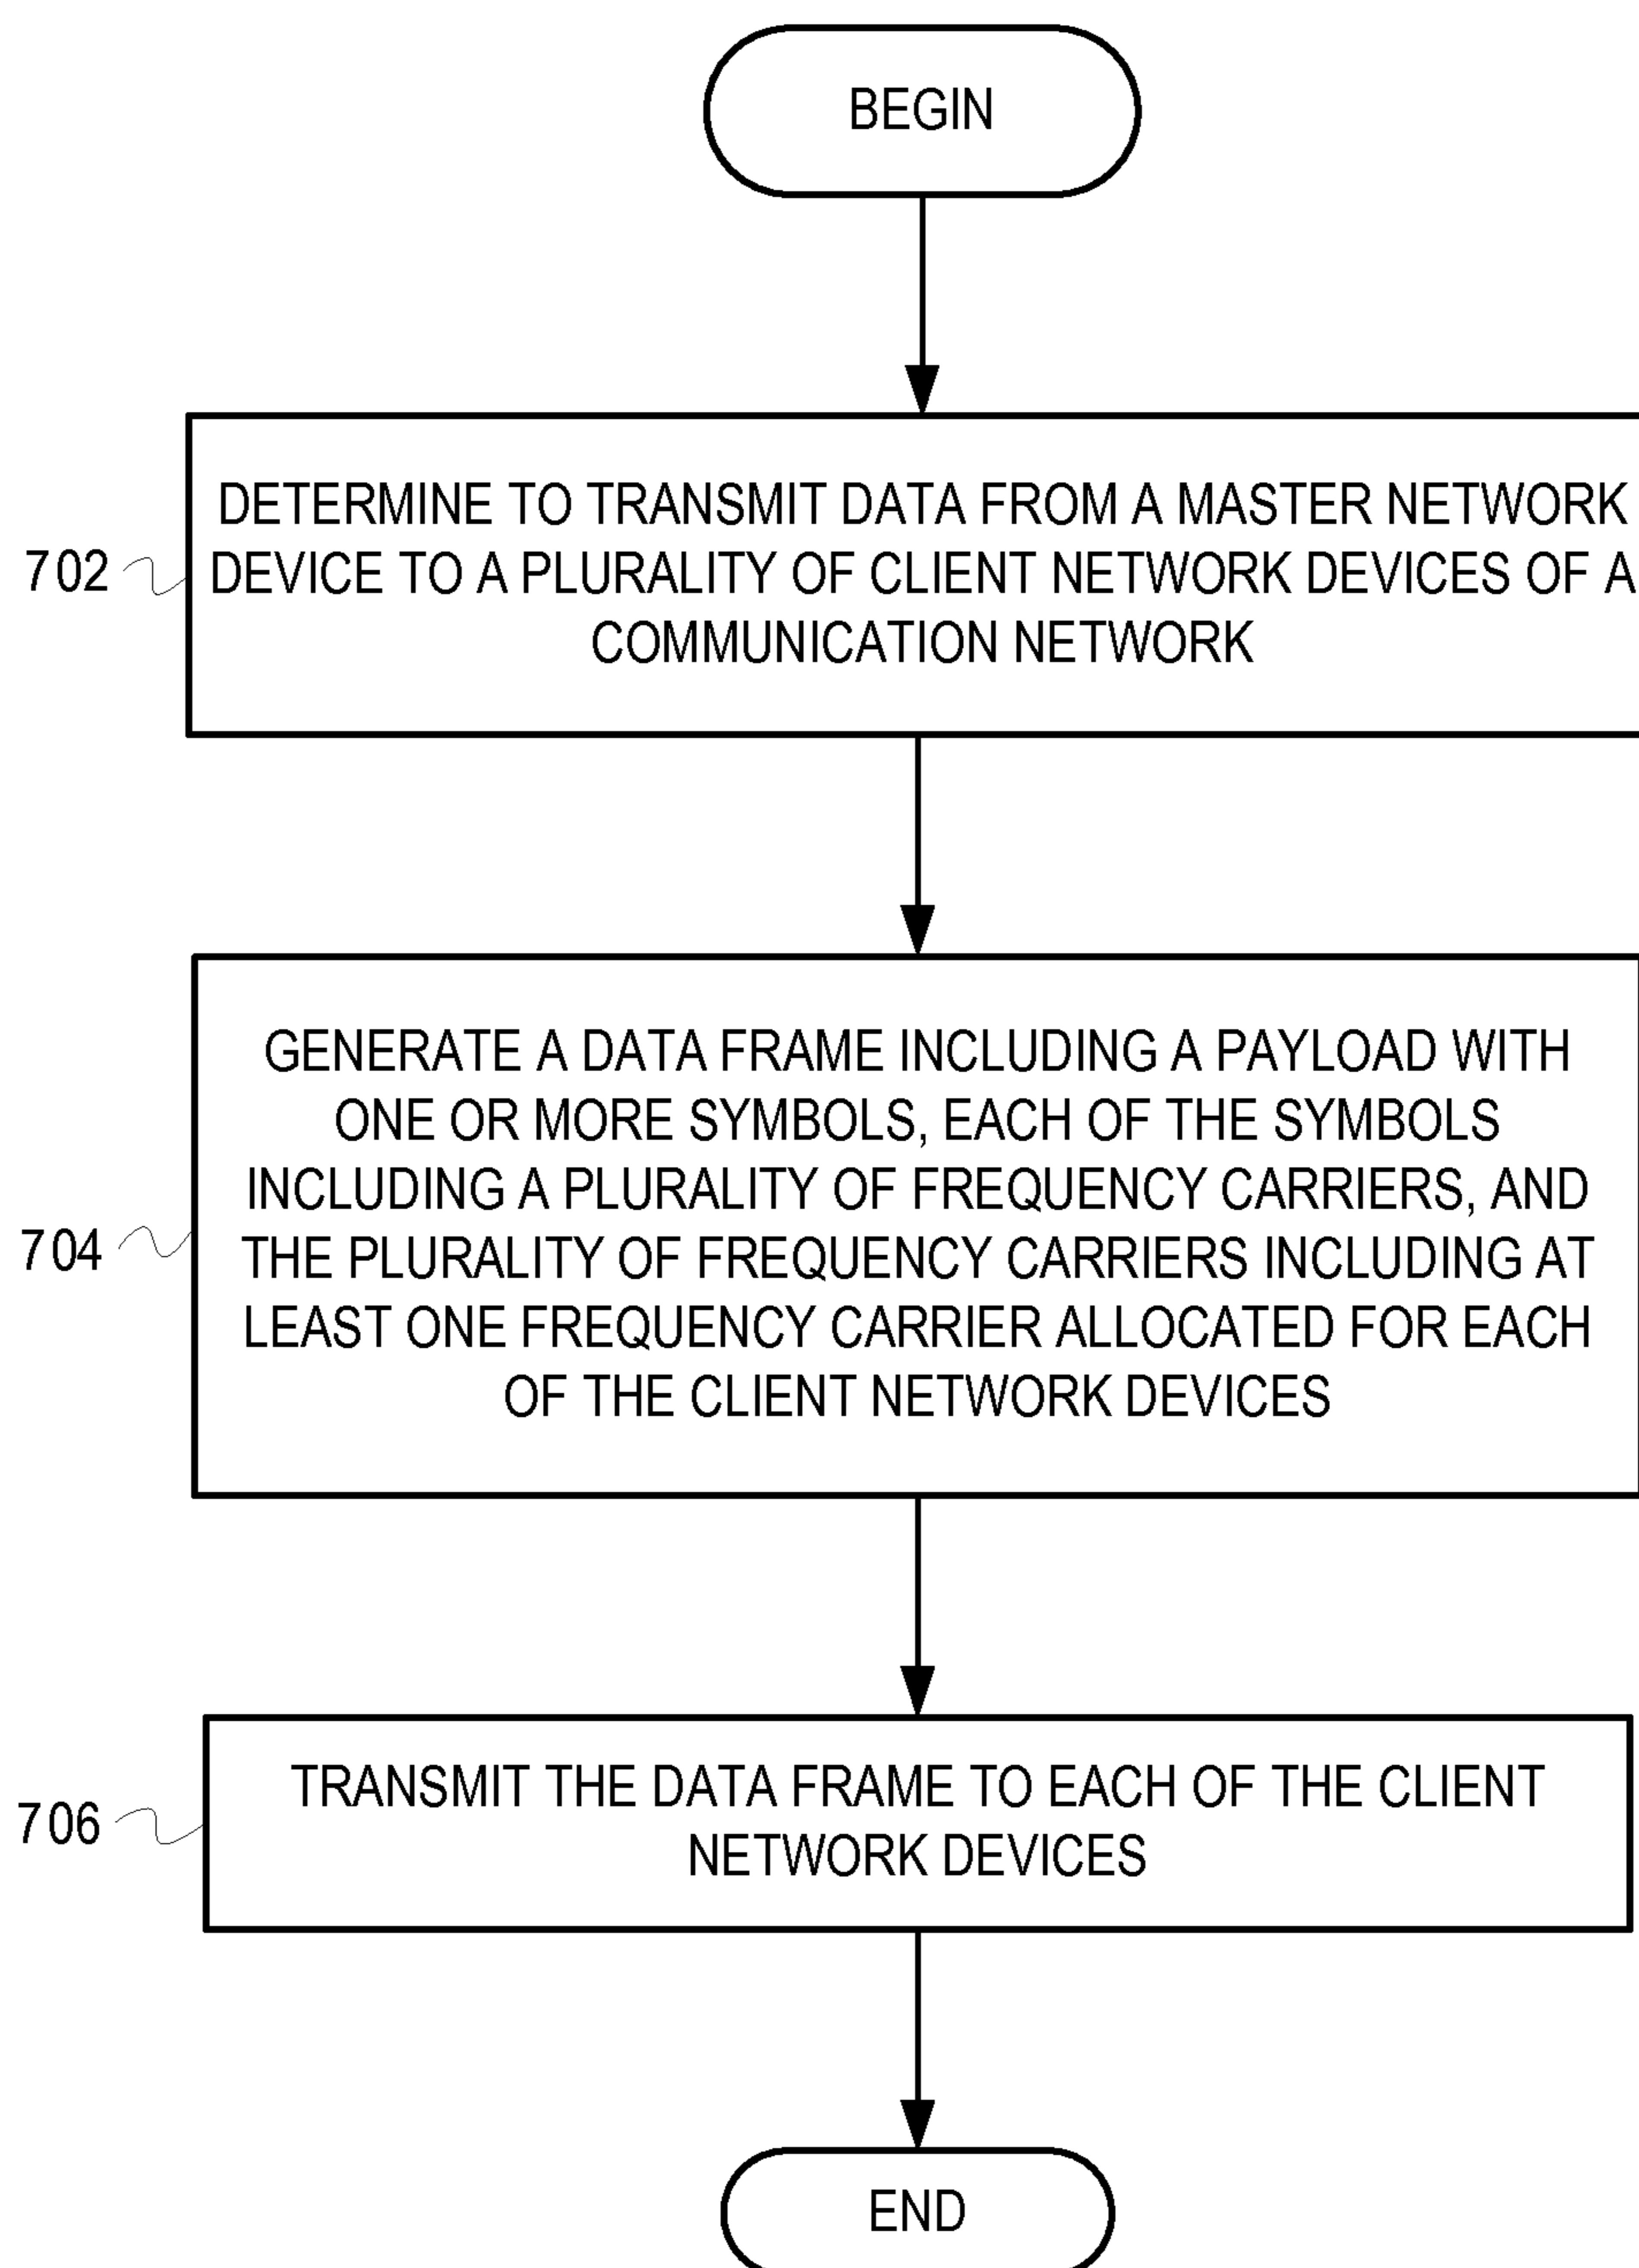 BEGIN
DETERMINE TO TRANSMIT DATA FROM A MASTER NETWORK
702
DEVICE TO A PLURALITY OF CLIENT NETWORK DEVICES OF A
COMMUNICATION NETWORK
GENERATE A DATA FRAME INCLUDING A PAYLOAD WITH
ONE OR MORE SYMBOLS, EACH OF THE SYMBOLS
INCLUDING A PLURALITY OF FREQUENCY CARRIERS, AND
704
THE PLURALITY OF FREQUENCY CARRIERS INCLUDING AT
LEAST ONE FREQUENCY CARRIER ALLOCATED FOR EACH
OF THE CLIENT NETWORK DEVICES
TRANSMIT THE DATA FRAME TO EACH OF THE CLIENT
706
NETWORK DEVICES
END